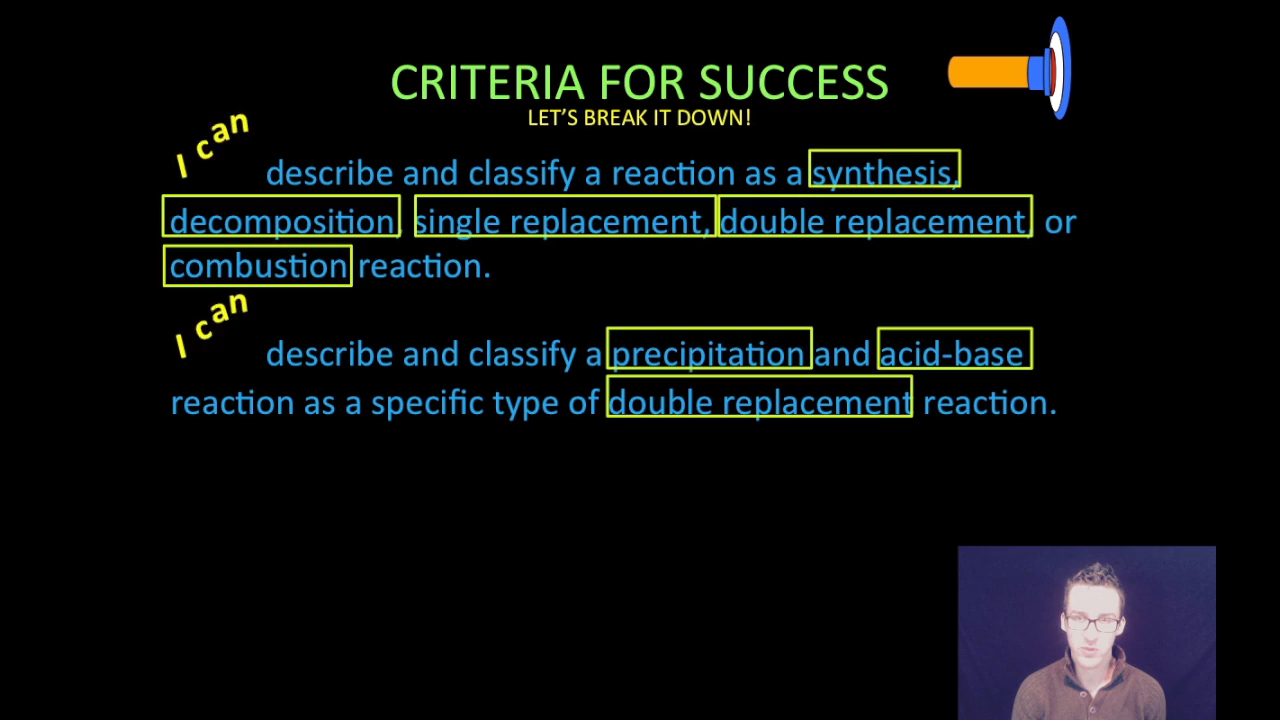 CRITERIA FOR SUCCESS
LET'S BREAK IT DOWN!
I can describe and classify a reaction as a synthesis,
decomposition, single replacement, double replacement, or
combustion reaction.
I can describe and classify a precipitation and acid-base
reaction as a specific type of double replacement reaction.